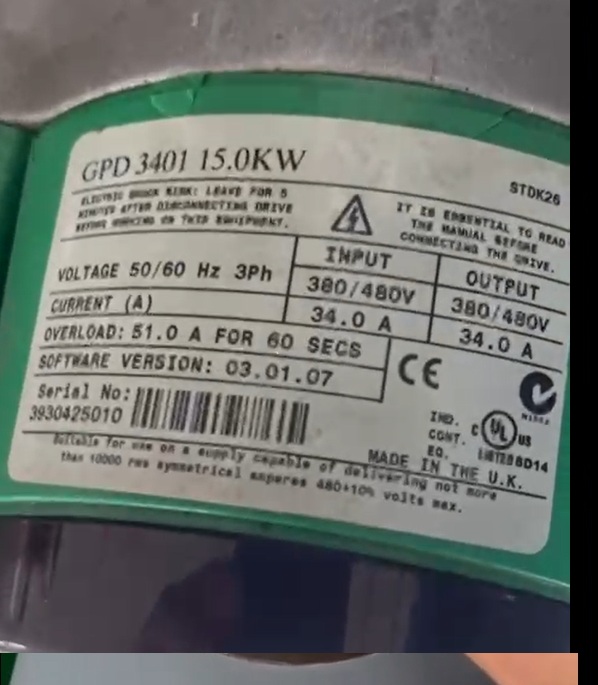 GPD 3401 15.0KW
STDK26
ELECTRIC SHOCK RISK: LEAVE FOR 5
MINUTES AFTER DISCONNECTING DRIVE
BEFORE WORKING ON THIS EQUIPMENT.
IT IS ESSENTIAL TO READ
THE MANUAL BEFORE
CONNECTING THE DRIVE.
INPUT OUTPUT
VOLTAGE 50/60 Hz 3Ph 380/480V 380/480V
CURRENT (A) 34.0 A 34.0 A
OVERLOAD: 51.0 A FOR 60 SECS
SOFTWARE VERSION: 03.01.07
CE
Serial No:
3930425010
IND.
CONT.
EQ.
C UL US
MADE IN THE U.K.
Suitable for use on a supply capable of delivering not more
than 10000 rms symmetrical amperes 480+10% volts max.